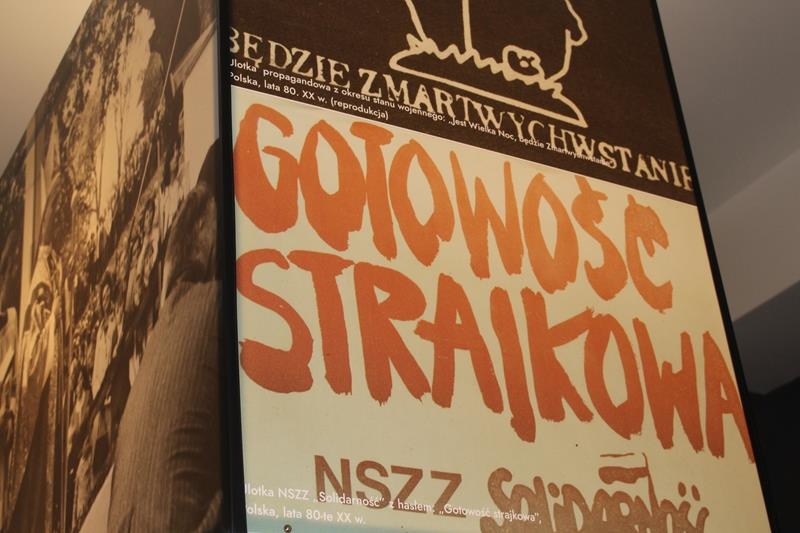 BĘDZIE ZMARTWYCHWSTANIE
Ulotka propagandowa z okresu stanu wojennego: „Jest Wielka Noc, Będzie Zmartwychwstanie”
Polska, lata 80. XX w. (reprodukcja)
GOTOWOŚĆ
STRAJKOWA
NSZZ Solidarność
Ulotka NSZZ „Solidarność” z hasłem: „Gotowość strajkowa”,
Polska, lata 80-te XX w.